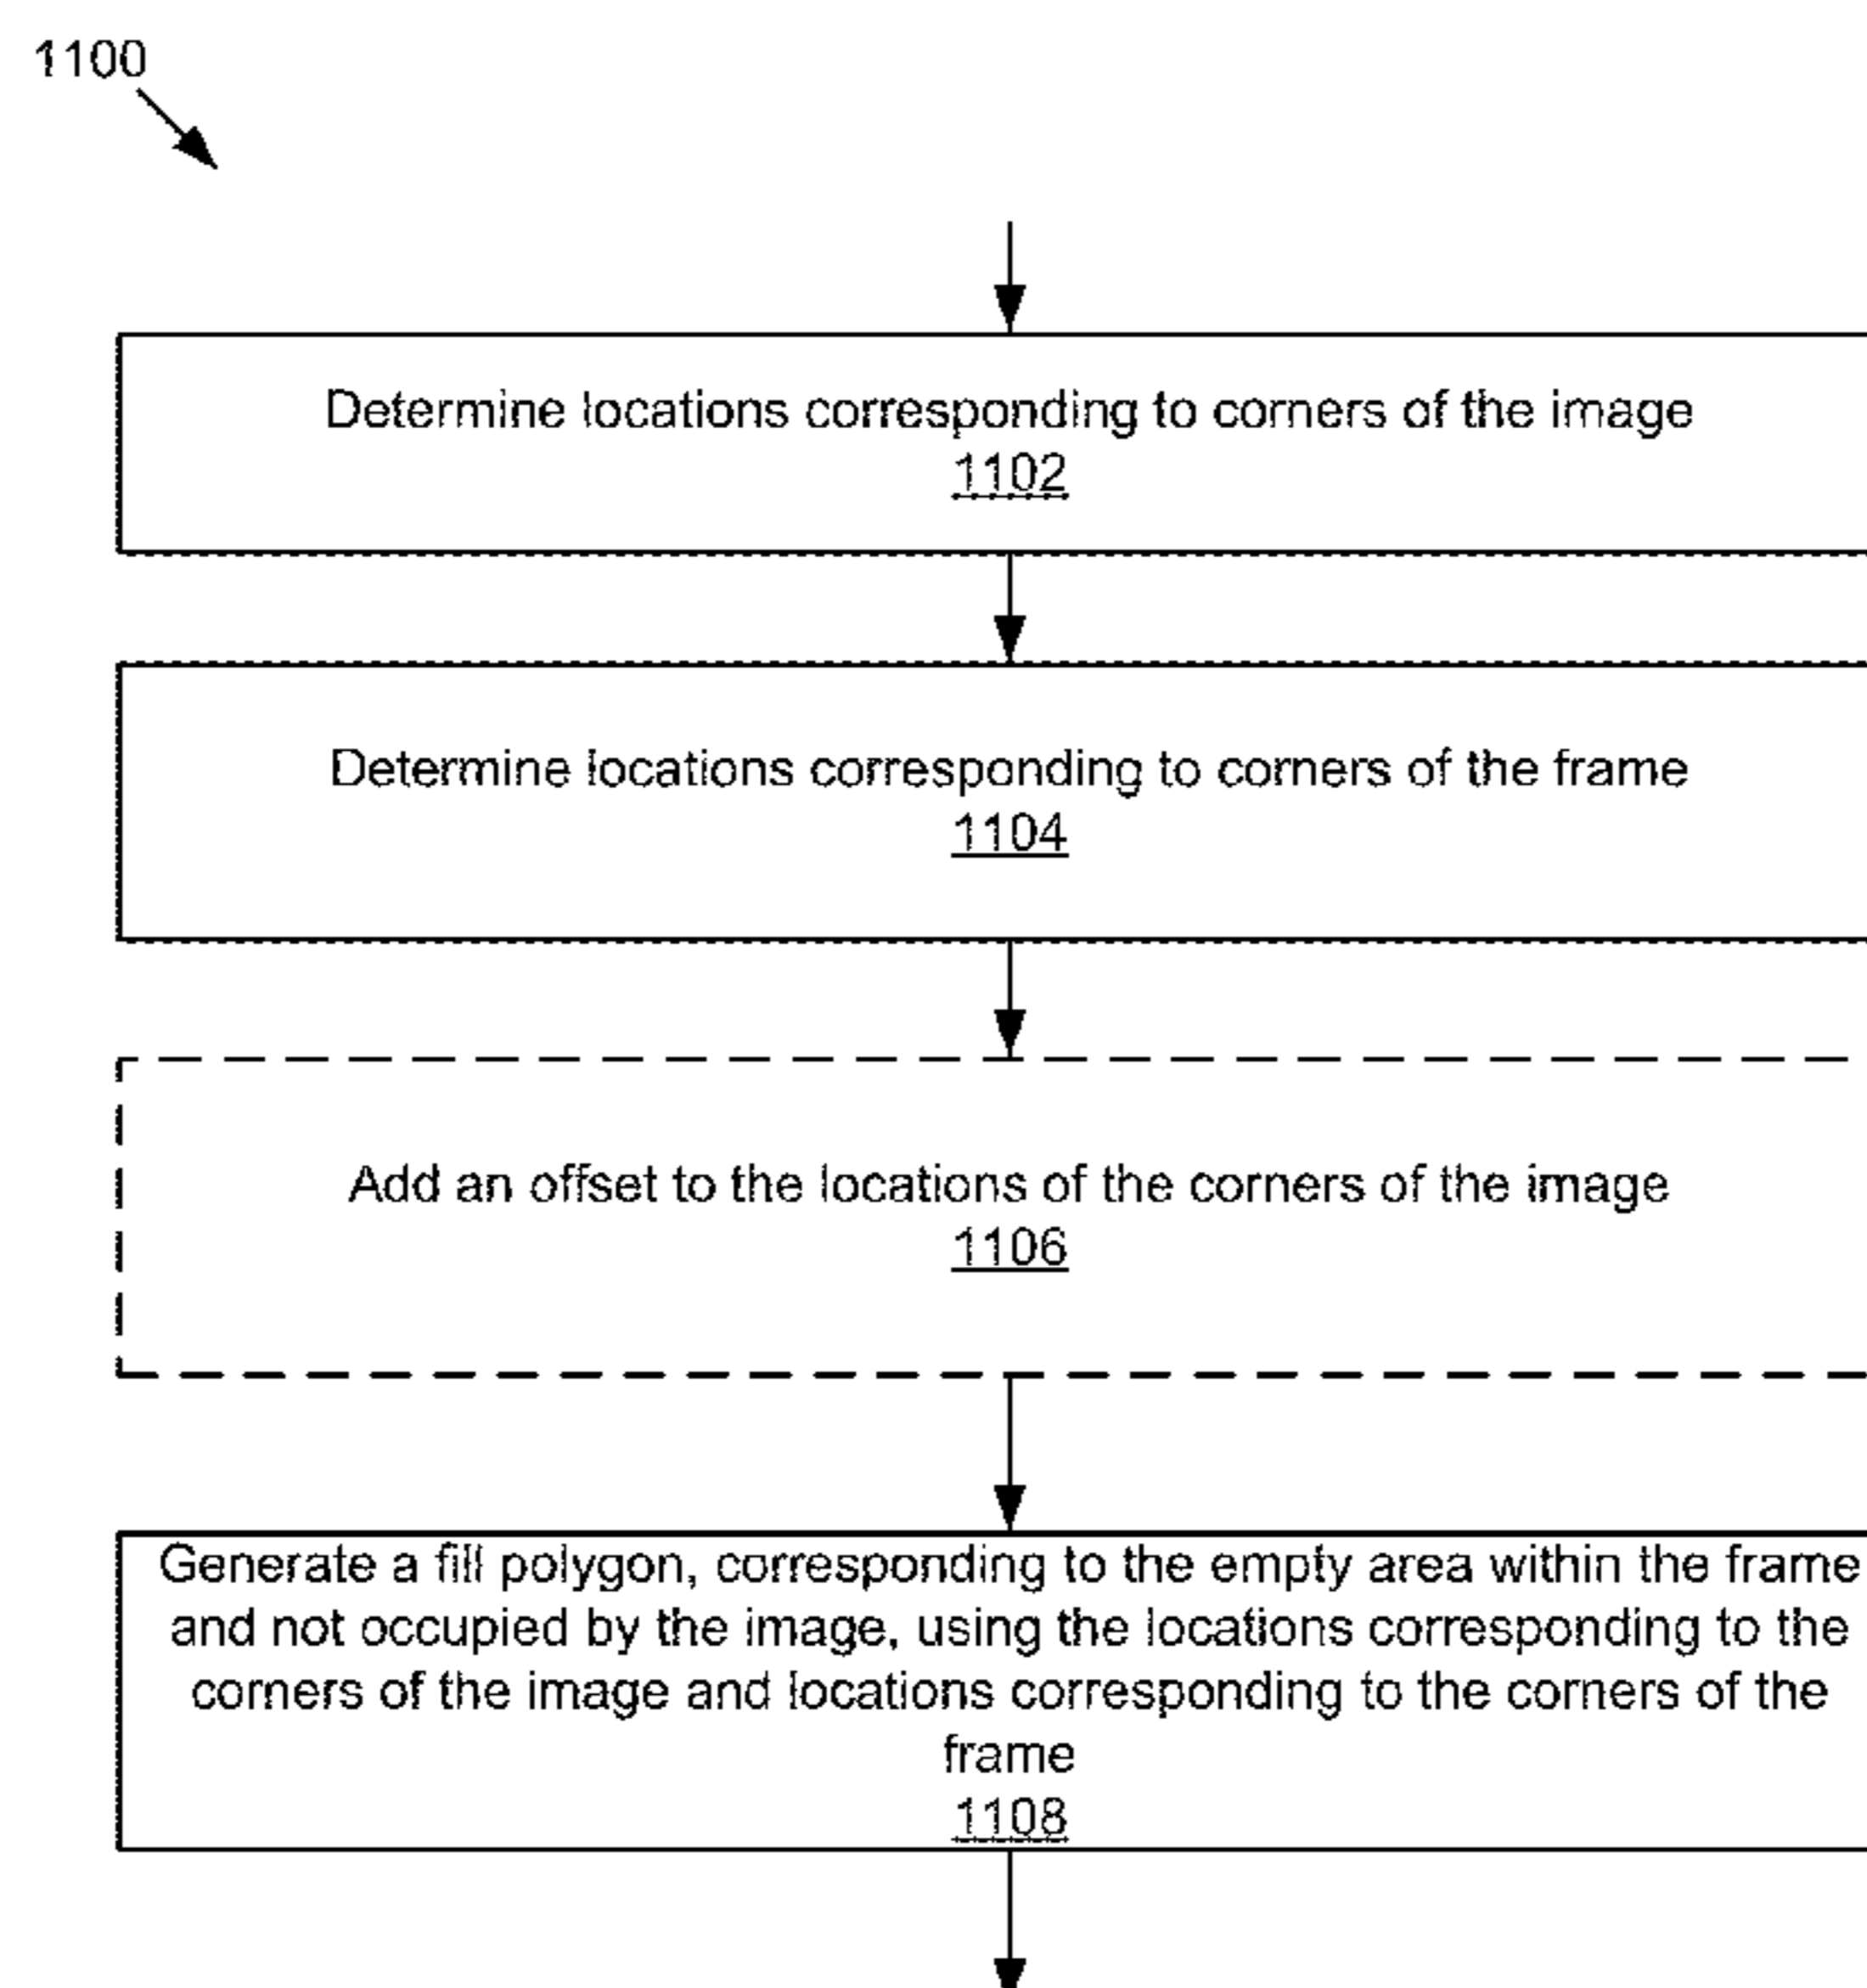 1100
Determine locations corresponding to corners of the image
1102
Determine locations corresponding to corners of the frame
1104
Add an offset to the locations of the corners of the image
1106
Generate a fill polygon, corresponding to the empty area within the frame
and not occupied by the image, using the locations corresponding to the
corners of the image and locations corresponding to the corners of the
frame
1108